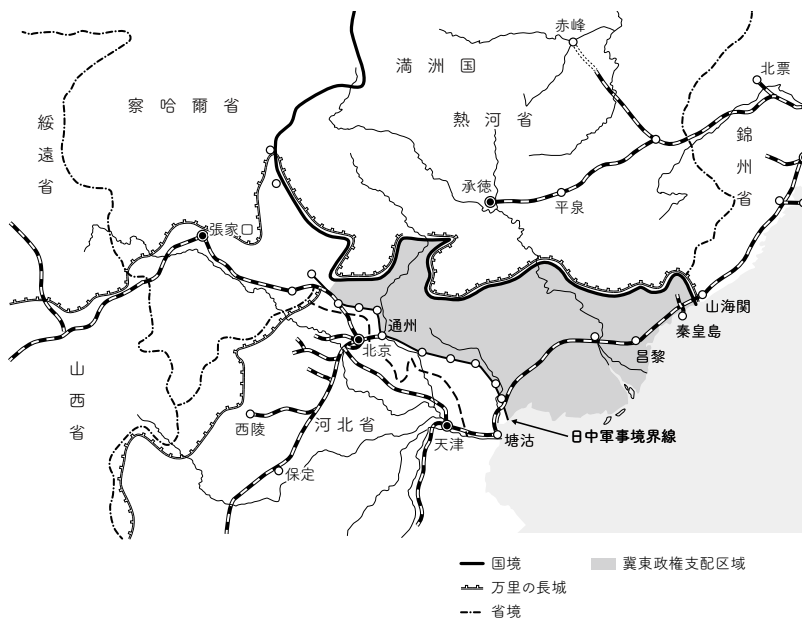 赤峰
満洲国
北票
察哈爾省
熱河省
綏遠省
錦州省
承徳
平泉
張家口
山海関
通州
秦皇島
北京
昌黎
山西省
西陵
河北省
天津
塘沽
日中軍事境界線
保定
国境
冀東政権支配区域
万里の長城
省境